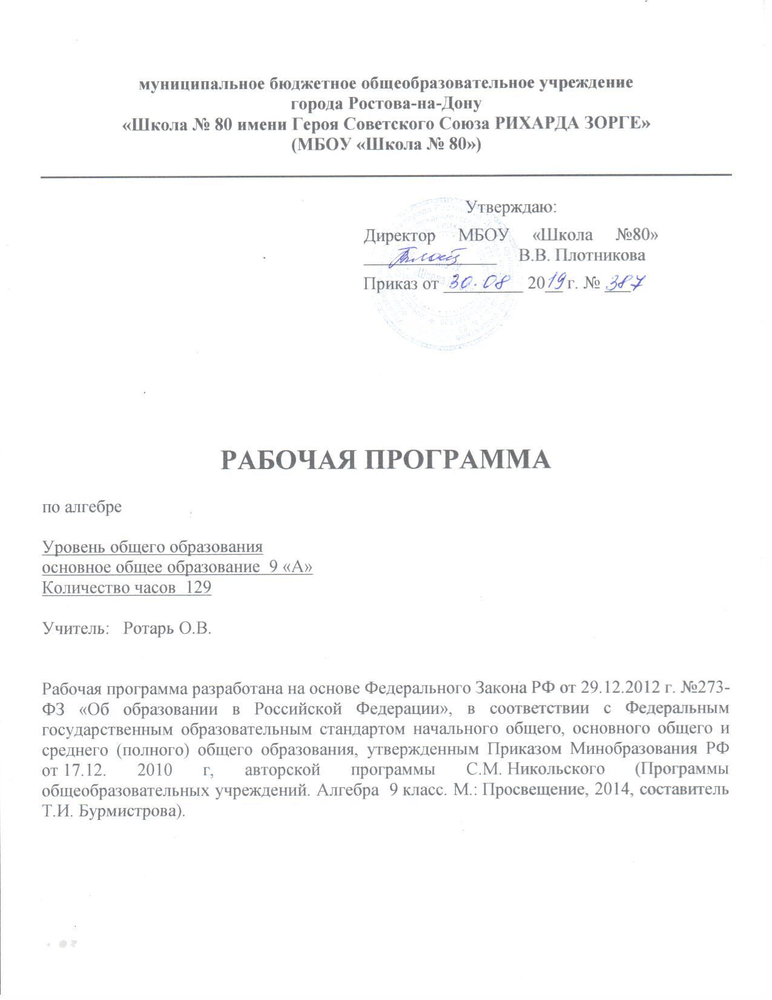 муниципальное бюджетное общеобразовательное учреждение
города Ростова-на-Дону
«Школа № 80 имени Героя Советского Союза РИХАРДА ЗОРГЕ»
(МБОУ «Школа № 80»)
Утверждаю:
Директор МБОУ «Школа №80»
В.В. Плотникова
Приказ от 30.08 2019 г. № 387
РАБОЧАЯ ПРОГРАММА
по алгебре
Уровень общего образования
основное общее образование 9 «А»
Количество часов 129
Учитель: Ротарь О.В.
Рабочая программа разработана на основе Федерального Закона РФ от 29.12.2012 г. №273-
ФЗ «Об образовании в Российской Федерации», в соответствии с Федеральным
государственным образовательным стандартом начального общего, основного общего и
среднего (полного) общего образования, утвержденным Приказом Минобразования РФ
от 17.12. 2010 г, авторской программы С.М. Никольского (Программы
общеобразовательных учреждений. Алгебра 9 класс. М.: Просвещение, 2014, составитель
Т.И. Бурмистрова).